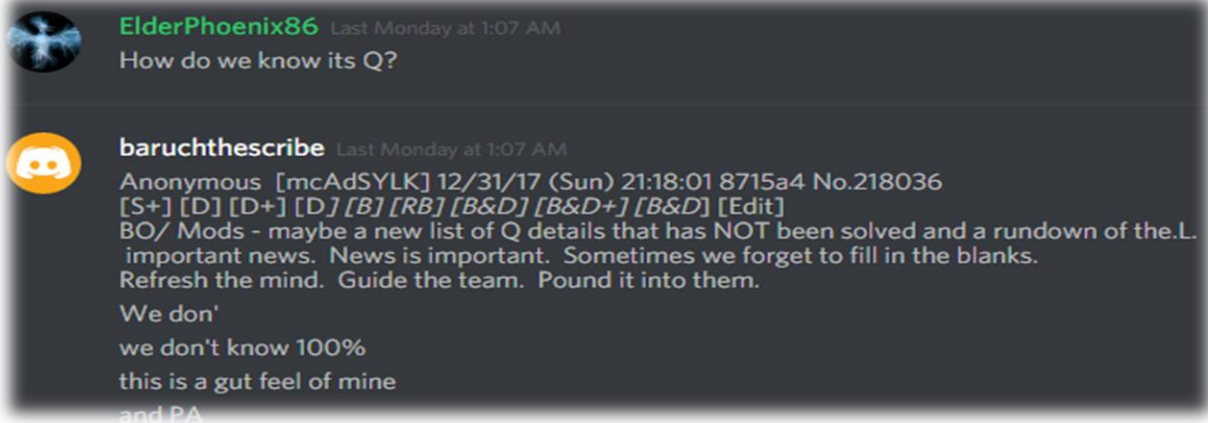 ElderPhoenix86 Last Monday at 1:07 AM
How do we know its Q?
baruchthescribe Last Monday at 1:07 AM
Anonymous [mcAdSYLK] 12/31/17 (Sun) 21:18:01 8715a4 No.218036
[S+] [D] [D+] [D] [B] [RB] [B&D] [B&D+] [B&D] [Edit]
BO/ Mods - maybe a new list of Q details that has NOT been solved and a rundown of the.L.
important news. News is important. Sometimes we forget to fill in the blanks.
Refresh the mind. Guide the team. Pound it into them.
We don'
we don't know 100%
this is a gut feel of mine
and PA